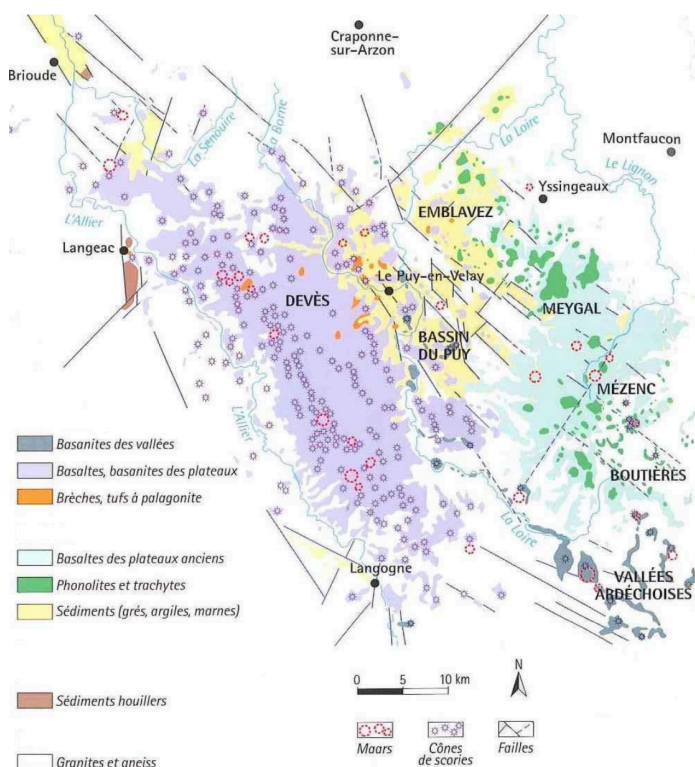 Craponne-
sur-Arzon
Brioude
La Senouire
La Borne
La Loire
Montfaucon
Le Lignon
Yssingeaux
EMBLAVEZ
L'Allier
Langeac
Le Puy-en-Velay
DEVÈS
MEYGAL
BASSIN
DU PUY
MÉZENC
L'Allier
BOUTIÈRES
La Loire
VALLÉES
ARDÉCHOISES
Langogne
Basanites des vallées
Basaltes, basanites des plateaux
Brèches, tufs à palagonite
Basaltes des plateaux anciens
Phonolites et trachytes
Sédiments (grés, argiles, marnes)
Sédiments houillers
Granites et gneiss
0 5 10 km
N
Maars
Cônes
de scories
Failles